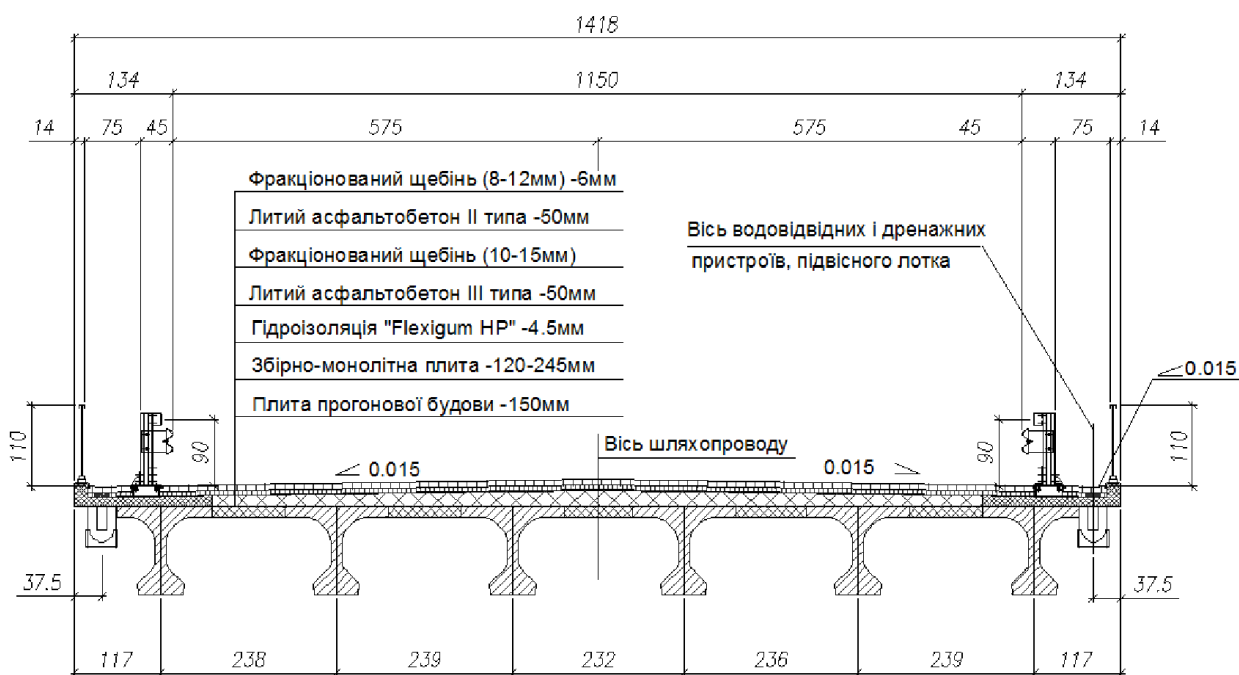 1418
134 1150 134
14 75 45 575 575 45 75 14
Фракціонований щебінь (8-12мм) -6мм
Литий асфальтобетон II типа -50мм
Фракціонований щебінь (10-15мм)
Литий асфальтобетон III типа -50мм
Гідроізоляція "Flexigum HP" -4.5мм
Збірно-монолітна плита -120-245мм
Плита прогонової будови -150мм
Вісь водовідвідних і дренажних
пристроїв, підвісного лотка
0.015
110 90 Вісь шляхопроводу 90 110
0.015 0.015
37.5 37.5
117 238 239 232 236 239 117